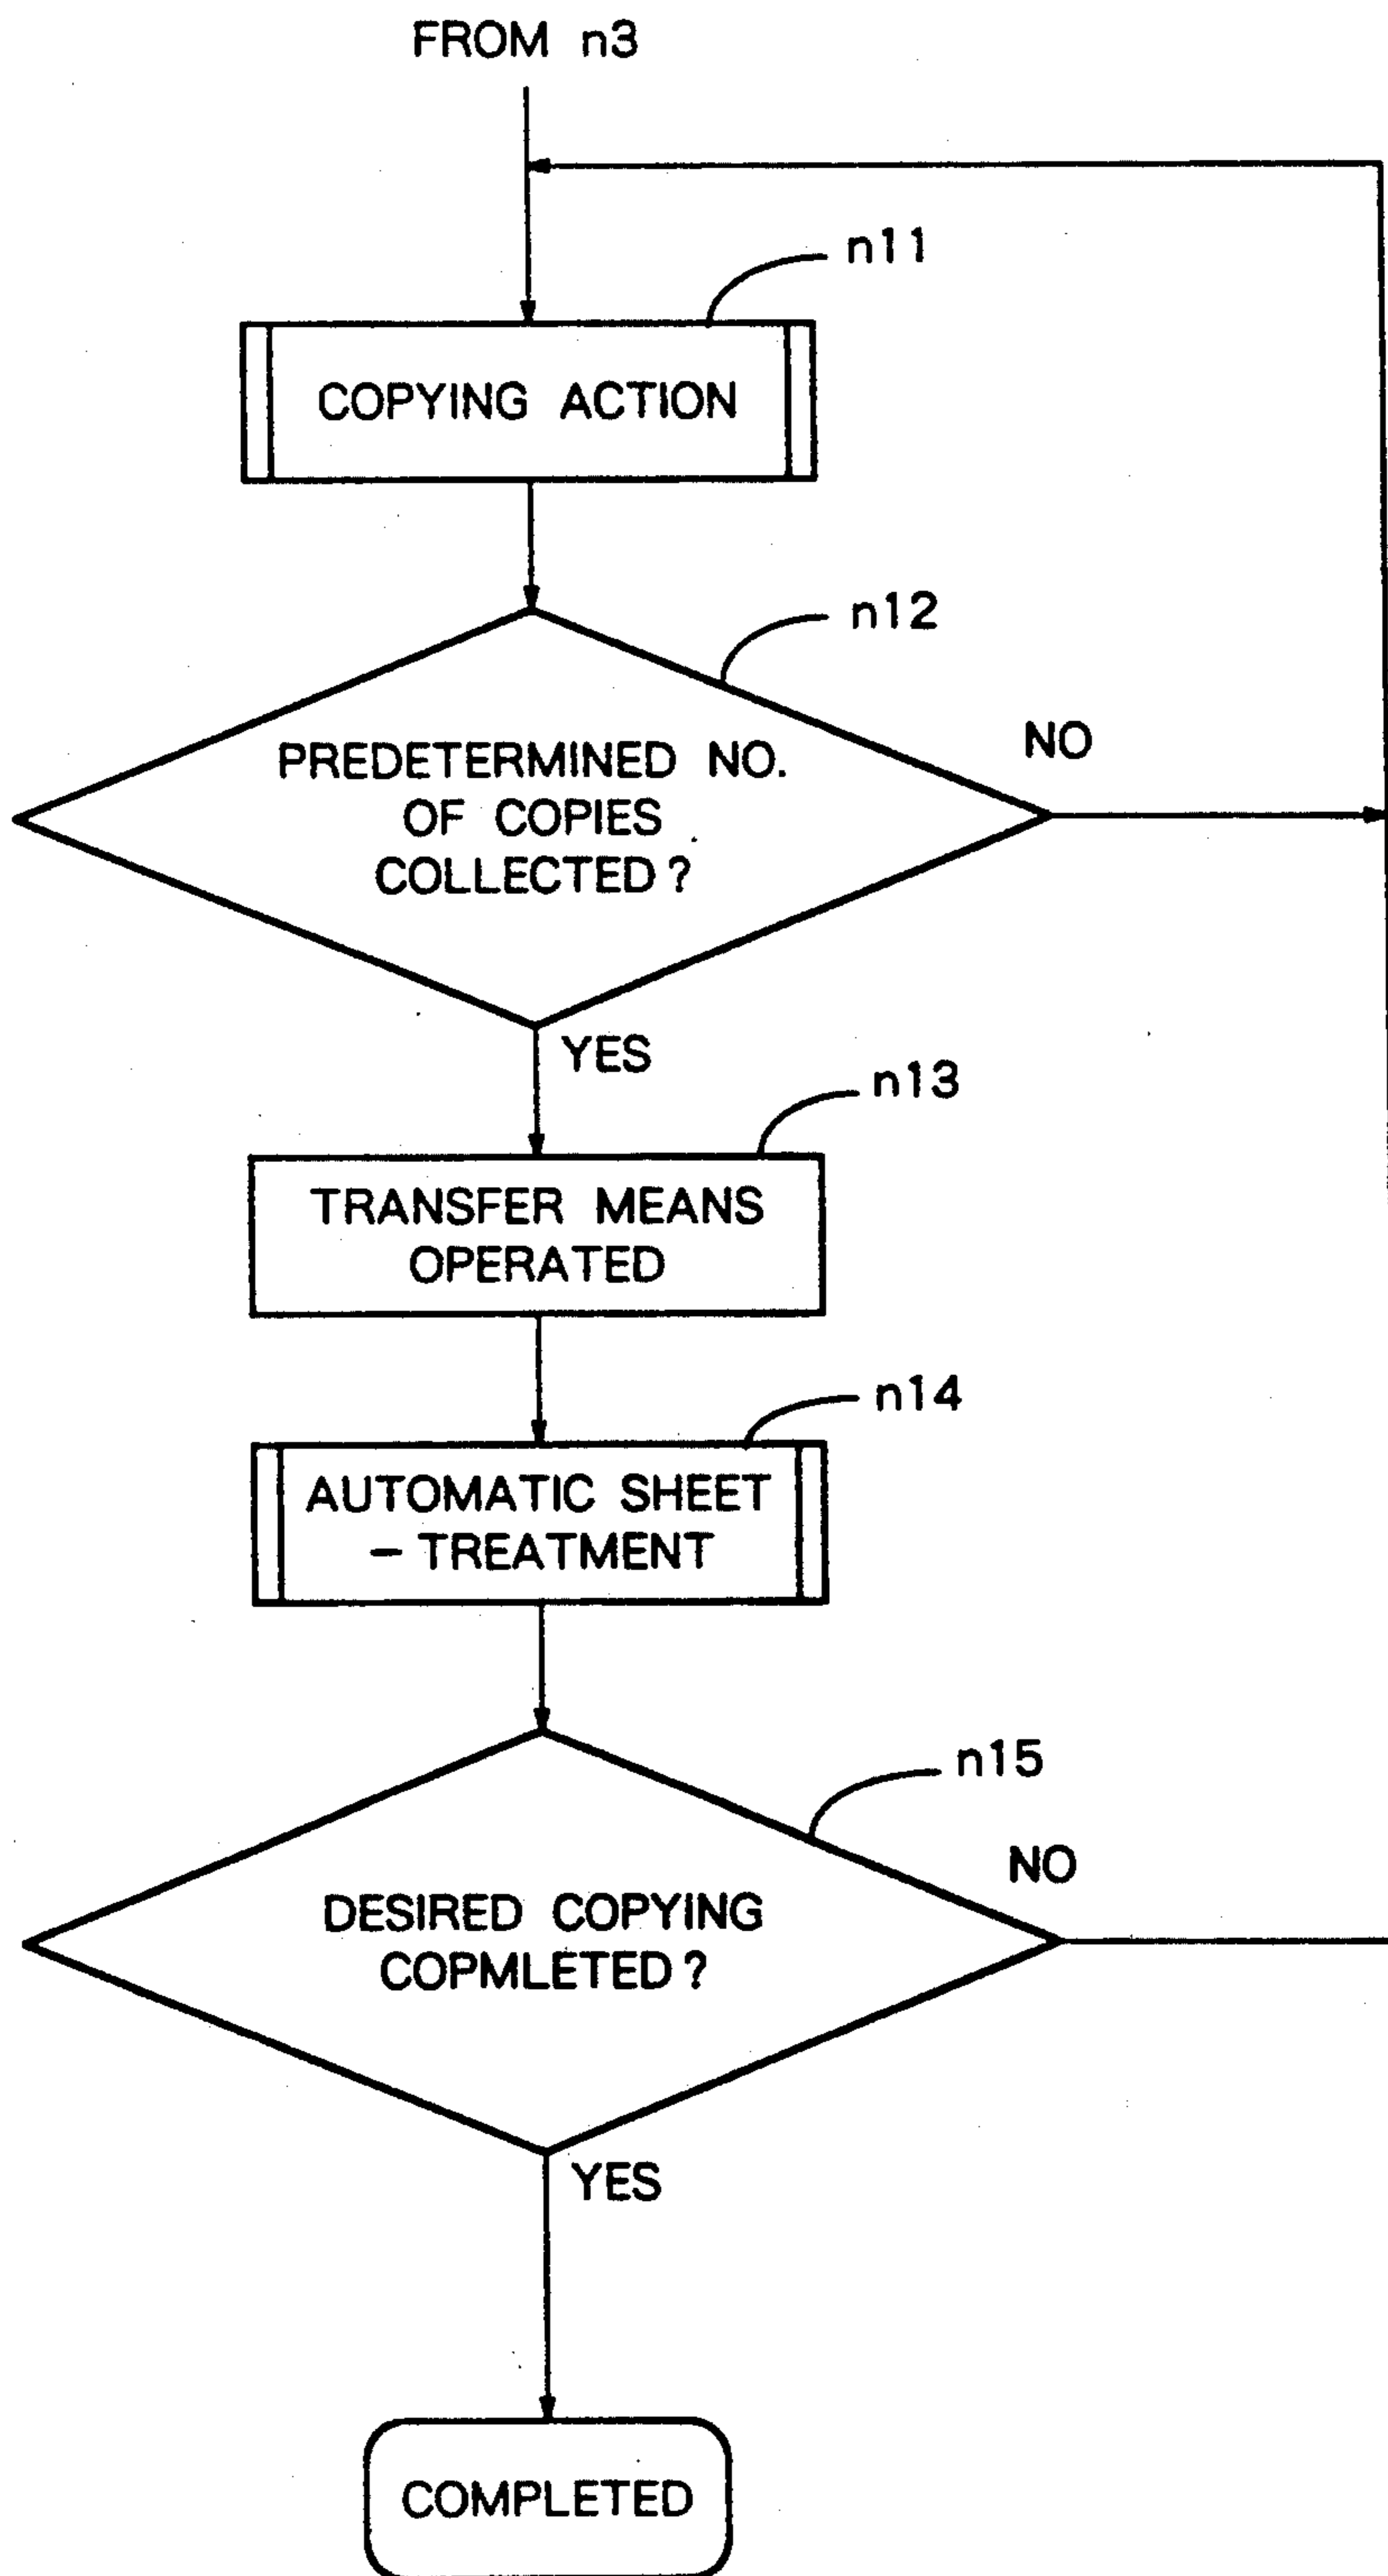 FROM n3
n11
COPYING ACTION
n12
NO
PREDETERMINED NO.
OF COPIES
COLLECTED?
YES
n13
TRANSFER MEANS
OPERATED
n14
AUTOMATIC SHEET
- TREATMENT
n15
NO
DESIRED COPYING
COPMLETED?
YES
COMPLETED